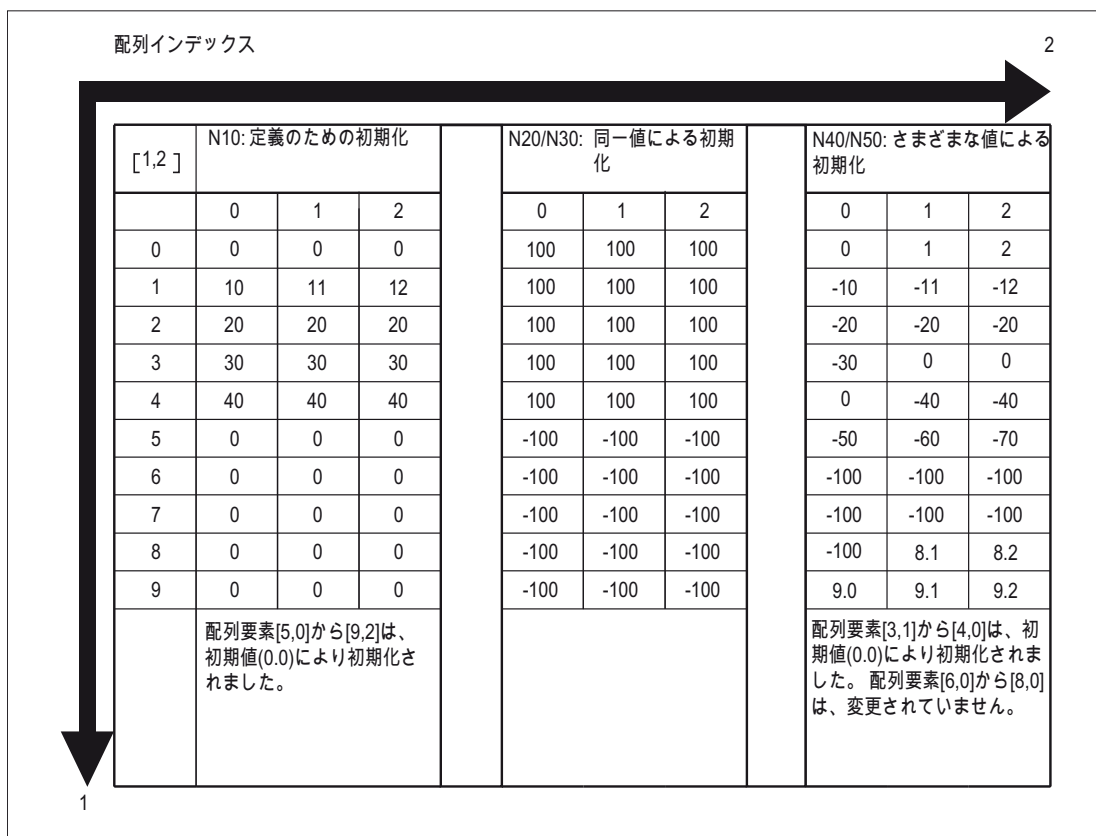 配列インデックス 2
[1,2 ] N10: 定義のための初期化 N20/N30: 同一値による初期 N40/N50: さまざまな値による
化 初期化
0 1 2 0 1 2 0 1 2
0 0 0 0 100 100 100 0 1 2
1 10 11 12 100 100 100 -10 -11 -12
2 20 20 20 100 100 100 -20 -20 -20
3 30 30 30 100 100 100 -30 0 0
4 40 40 40 100 100 100 0 -40 -40
5 0 0 0 -100 -100 -100 -50 -60 -70
6 0 0 0 -100 -100 -100 -100 -100 -100
7 0 0 0 -100 -100 -100 -100 -100 -100
8 0 0 0 -100 -100 -100 -100 8.1 8.2
9 0 0 0 -100 -100 -100 9.0 9.1 9.2
配列要素[5,0]から[9,2]は、
初期値(0.0)により初期化さ
れました。
配列要素[3,1]から[4,0]は、初
期値(0.0)により初期化されま
した。 配列要素[6,0]から[8,0]
は、変更されていません。
1